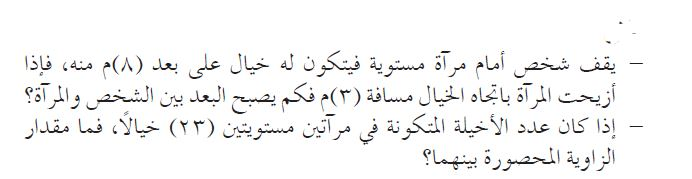 – يقف شخص أمام مرآة مستوية فيتكون له خيال على بعد (٨)م منه، فإذا
أزيحت المرآة باتجاه الخيال مسافة (٣)م فكم يصبح البعد بين الشخص والمرآة؟
– إذا كان عدد الأخيلة المتكونة في مرآتين مستويتين (٢٣) خيالًا، فما مقدار
الزاوية المحصورة بينهما؟